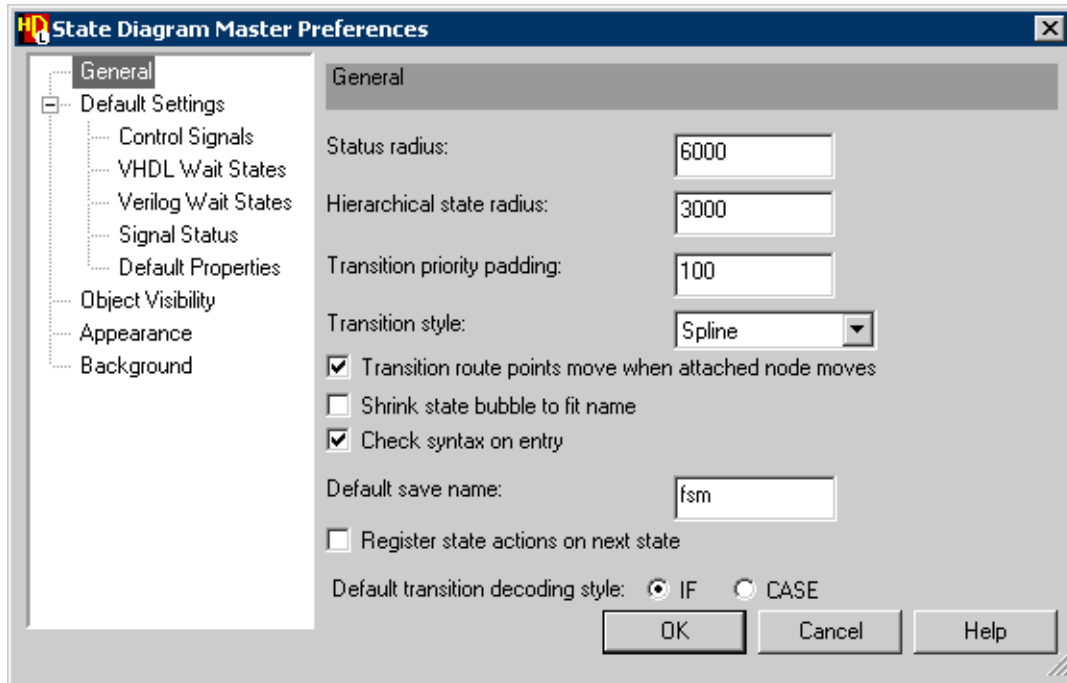 HD L State Diagram Master Preferences
General
Default Settings
Control Signals
VHDL Wait States
Verilog Wait States
Signal Status
Default Properties
Object Visibility
Appearance
Background
General
Status radius: 6000
Hierarchical state radius: 3000
Transition priority padding: 100
Transition style: Spline
Transition route points move when attached node moves
Shrink state bubble to fit name
Check syntax on entry
Default save name: fsm
Register state actions on next state
Default transition decoding style: IF CASE
OK Cancel Help